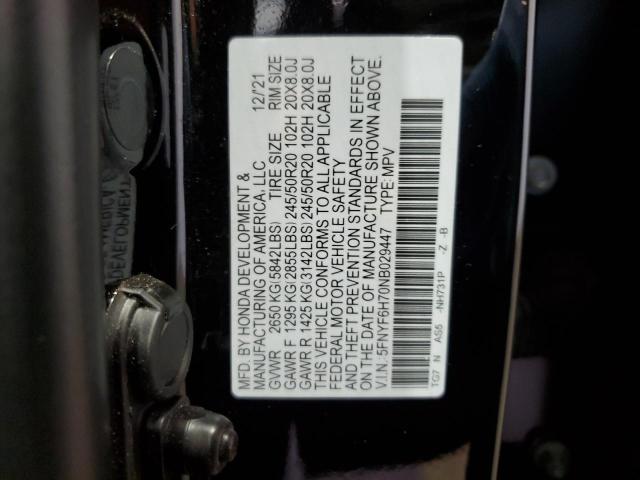 MFD. BY HONDA DEVELOPMENT &
MANUFACTURING OF AMERICA, LLC 12/'21
GVWR 2650 KG(5842LBS) TIRE SIZE RIM SIZE
GAWR F 1295 KG(2855LBS) 245/50R20 102H 20X8.0J
GAWR R 1425 KG(3142LBS) 245/50R20 102H 20X8.0J
THIS VEHICLE CONFORMS TO ALL APPLICABLE
FEDERAL MOTOR VEHICLE SAFETY
AND THEFT PREVENTION STANDARDS IN EFFECT
ON THE DATE OF MANUFACTURE SHOWN ABOVE.
V.I.N.: 5FNYF6H70NB029447 TYPE: MPV
TG7 N AS5 -NH731P -Z -B
DEVELOPMENT